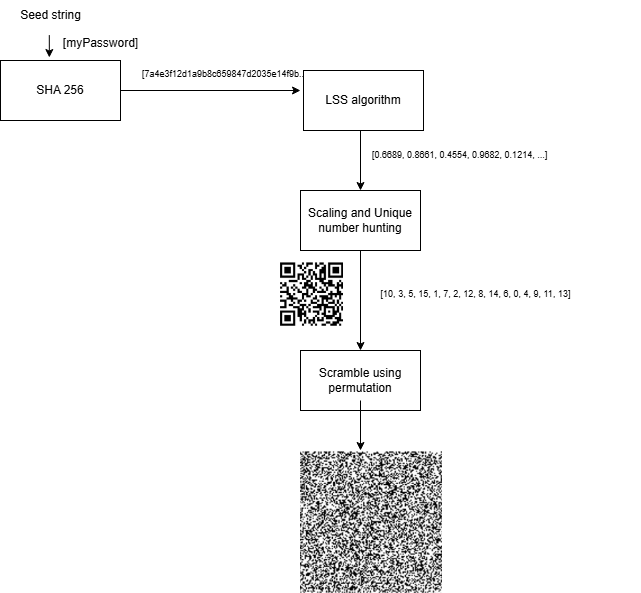 Seed string
[myPassword]
SHA 256
[7a4e3f12d1a9b8c659847d2035e14f9b...
LSS algorithm
[0.6689, 0.8661, 0.4554, 0.9682, 0.1214, ...]
Scaling and Unique
number hunting
[10, 3, 5, 15, 1, 7, 2, 12, 8, 14, 6, 0, 4, 9, 11, 13]
Scramble using
permutation